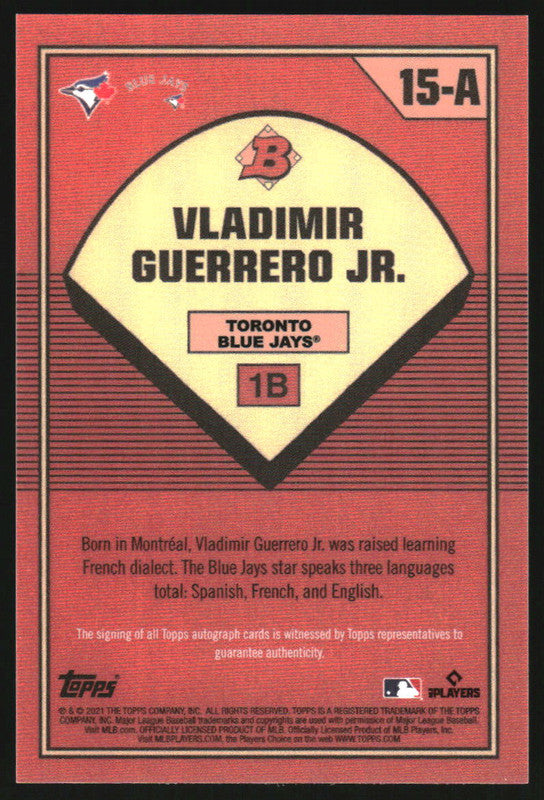 BLUE JAYS
15-A
B
VLADIMIR
GUERRERO JR.
TORONTO
BLUE JAYS®
1B
Born in Montréal, Vladimir Guerrero Jr. was raised learning
French dialect. The Blue Jays star speaks three languages
total: Spanish, French, and English.
The signing of all Topps autograph cards is witnessed by Topps representatives to
guarantee authenticity.
topps
PLAYERS
® & © 2021 THE TOPPS COMPANY, INC. ALL RIGHTS RESERVED. TOPPS IS A REGISTERED TRADEMARK OF THE TOPPS
COMPANY, INC. Major League Baseball trademarks and copyrights are used with permission of Major League Baseball.
Visit MLB.com. OFFICIALLY LICENSED PRODUCT OF MLB. Officially Licensed Product of MLB Players, Inc.
Visit MLBPLAYERS.com, the Players Choice on the web WWW.TOPPS.COM